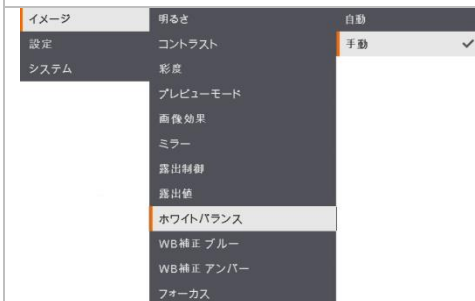 イメージ
設定
システム
明るさ
コントラスト
彩度
プレビューモード
画像効果
ミラー
露出制御
露出値
ホワイトバランス
WB補正 ブルー
WB補正 アンバー
フォーカス
自動
手動